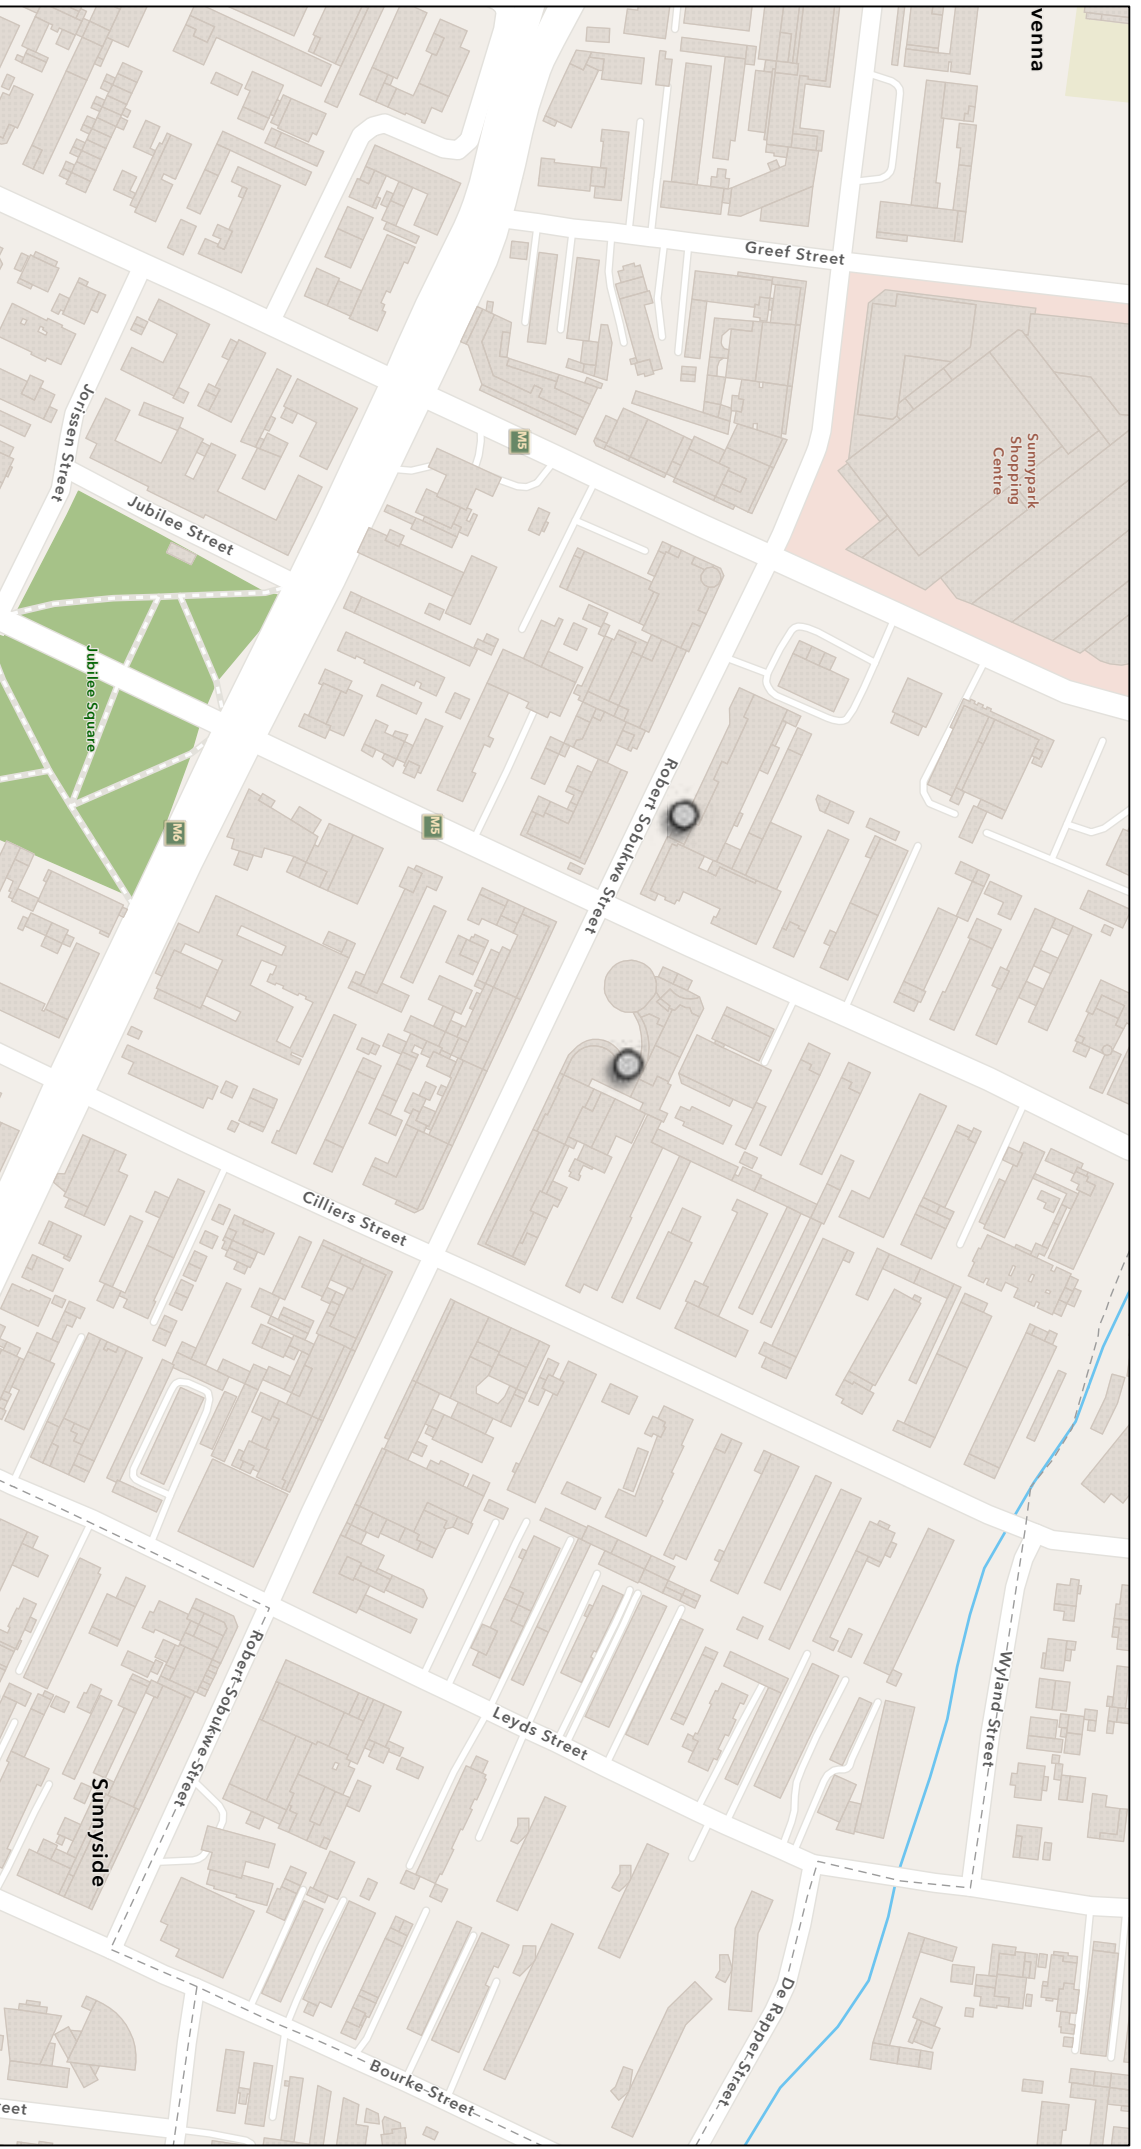 venna
Greef Street
Sunnypark
Shopping
Centre
Jorissen Street
Jubilee Street
M5
Jubilee Square
M6
M5
Robert Sobukwe Street
Cilliers Street
Robert Sobukwe Street
Wyland Street
Leyds Street
Sunnyside
De Rapper Street
Bourke Street
eet